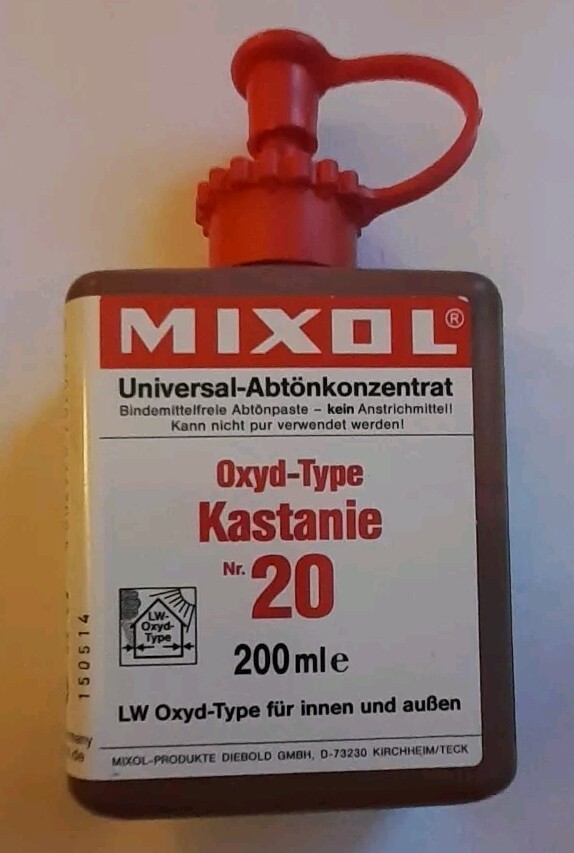 MIXOL®
Universal-Abtönkonzentrat
Bindemittelfreie Abtönpaste – kein Anstrichmittel!
Kann nicht pur verwendet werden!
Oxyd-Type
Kastanie
Nr. 20
LW-
Oxyd-
Type
200 ml e
LW Oxyd-Type für innen und außen
MIXOL-PRODUKTE DIEBOLD GMBH, D-73230 KIRCHHEIM/TECK
150514